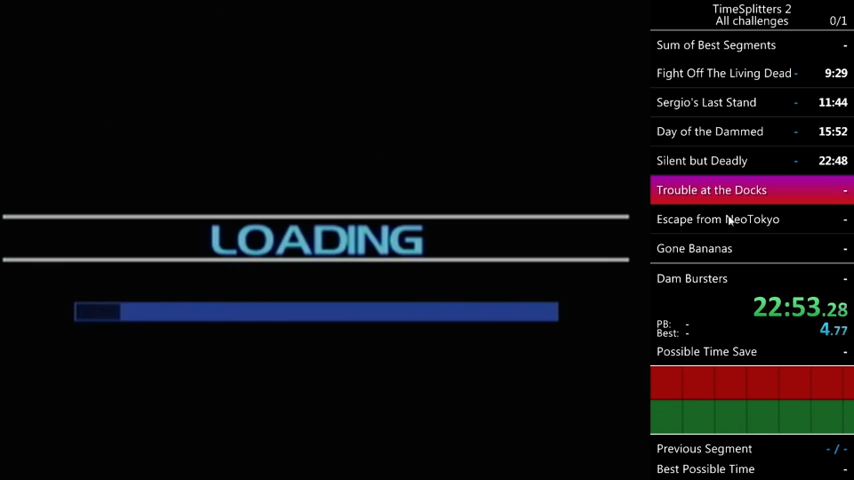 LOADING
TimeSplitters 2
All challenges 0/1
Sum of Best Segments -
Fight Off The Living Dead - 9:29
Sergio's Last Stand - 11:44
Day of the Dammed - 15:52
Silent but Deadly - 22:48
Trouble at the Docks -
Escape from NeoTokyo -
Gone Bananas -
Dam Bursters -
22:53.28
PB: -
Best: - 4.77
Possible Time Save -
Previous Segment - / -
Best Possible Time -